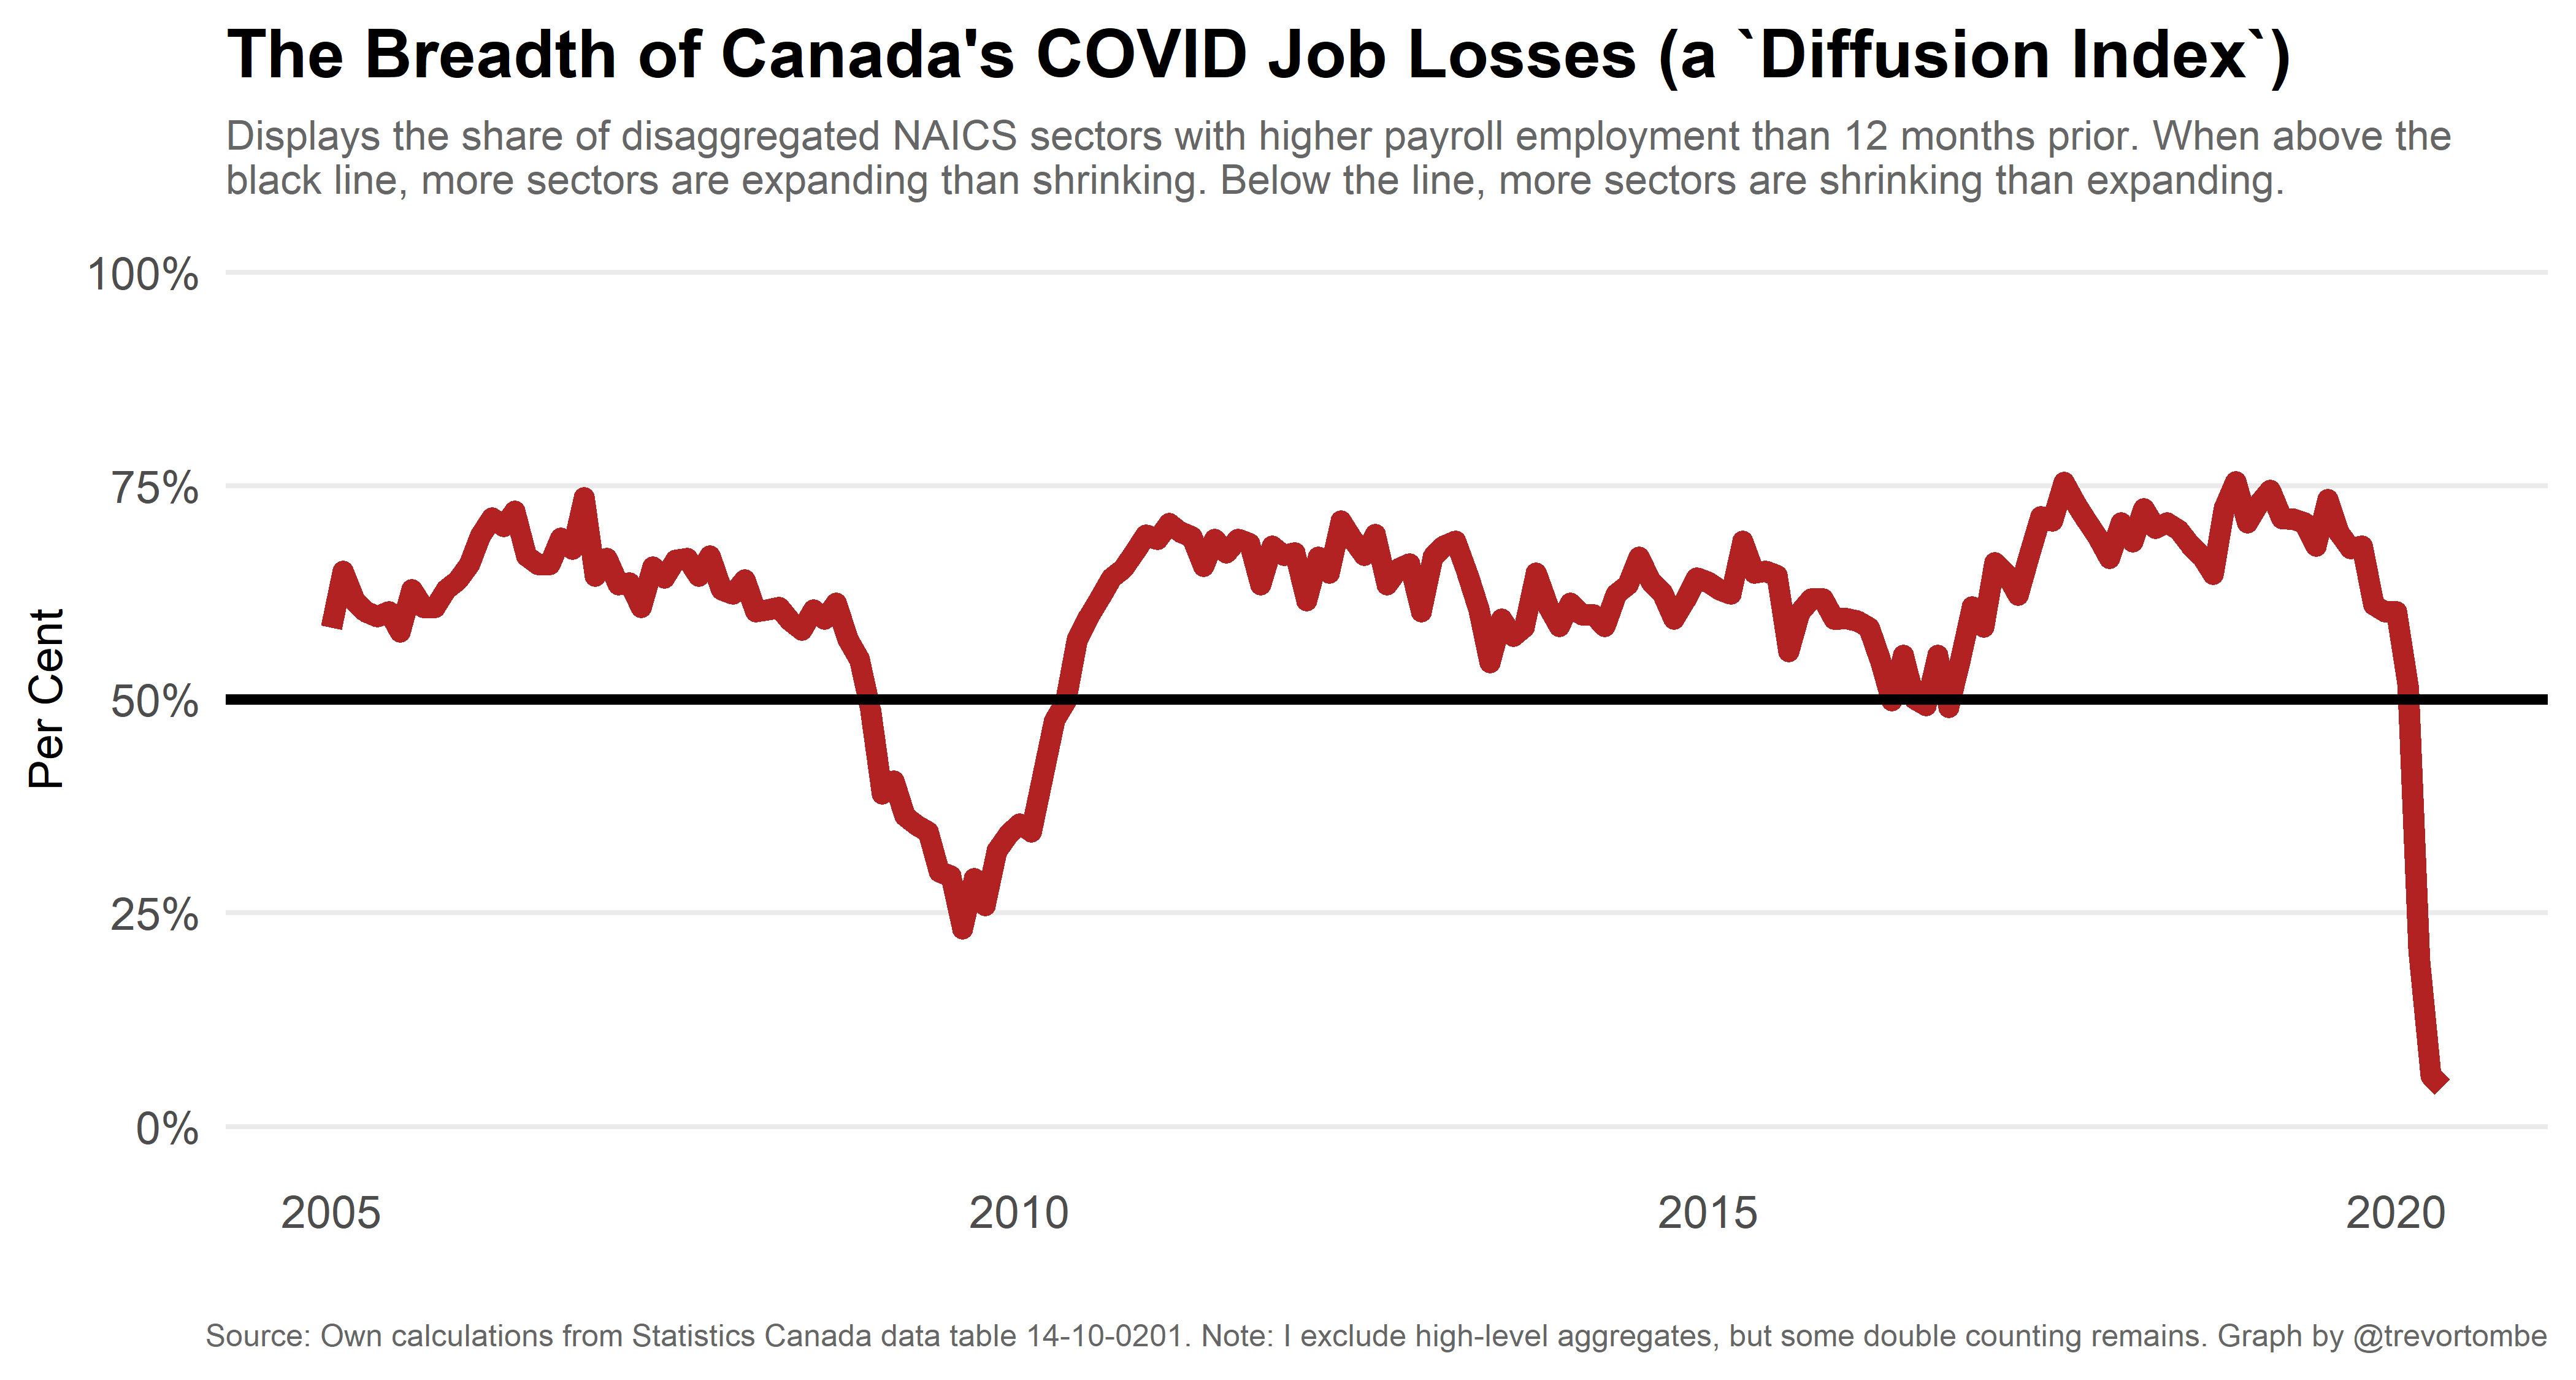 The Breadth of Canada's COVID Job Losses (a `Diffusion Index`)
Displays the share of disaggregated NAICS sectors with higher payroll employment than 12 months prior. When above the
black line, more sectors are expanding than shrinking. Below the line, more sectors are shrinking than expanding.
100%
75%
50%
25%
0%
Per Cent
2005
2010
2015
2020
Source: Own calculations from Statistics Canada data table 14-10-0201. Note: I exclude high-level aggregates, but some double counting remains. Graph by @trevortombe